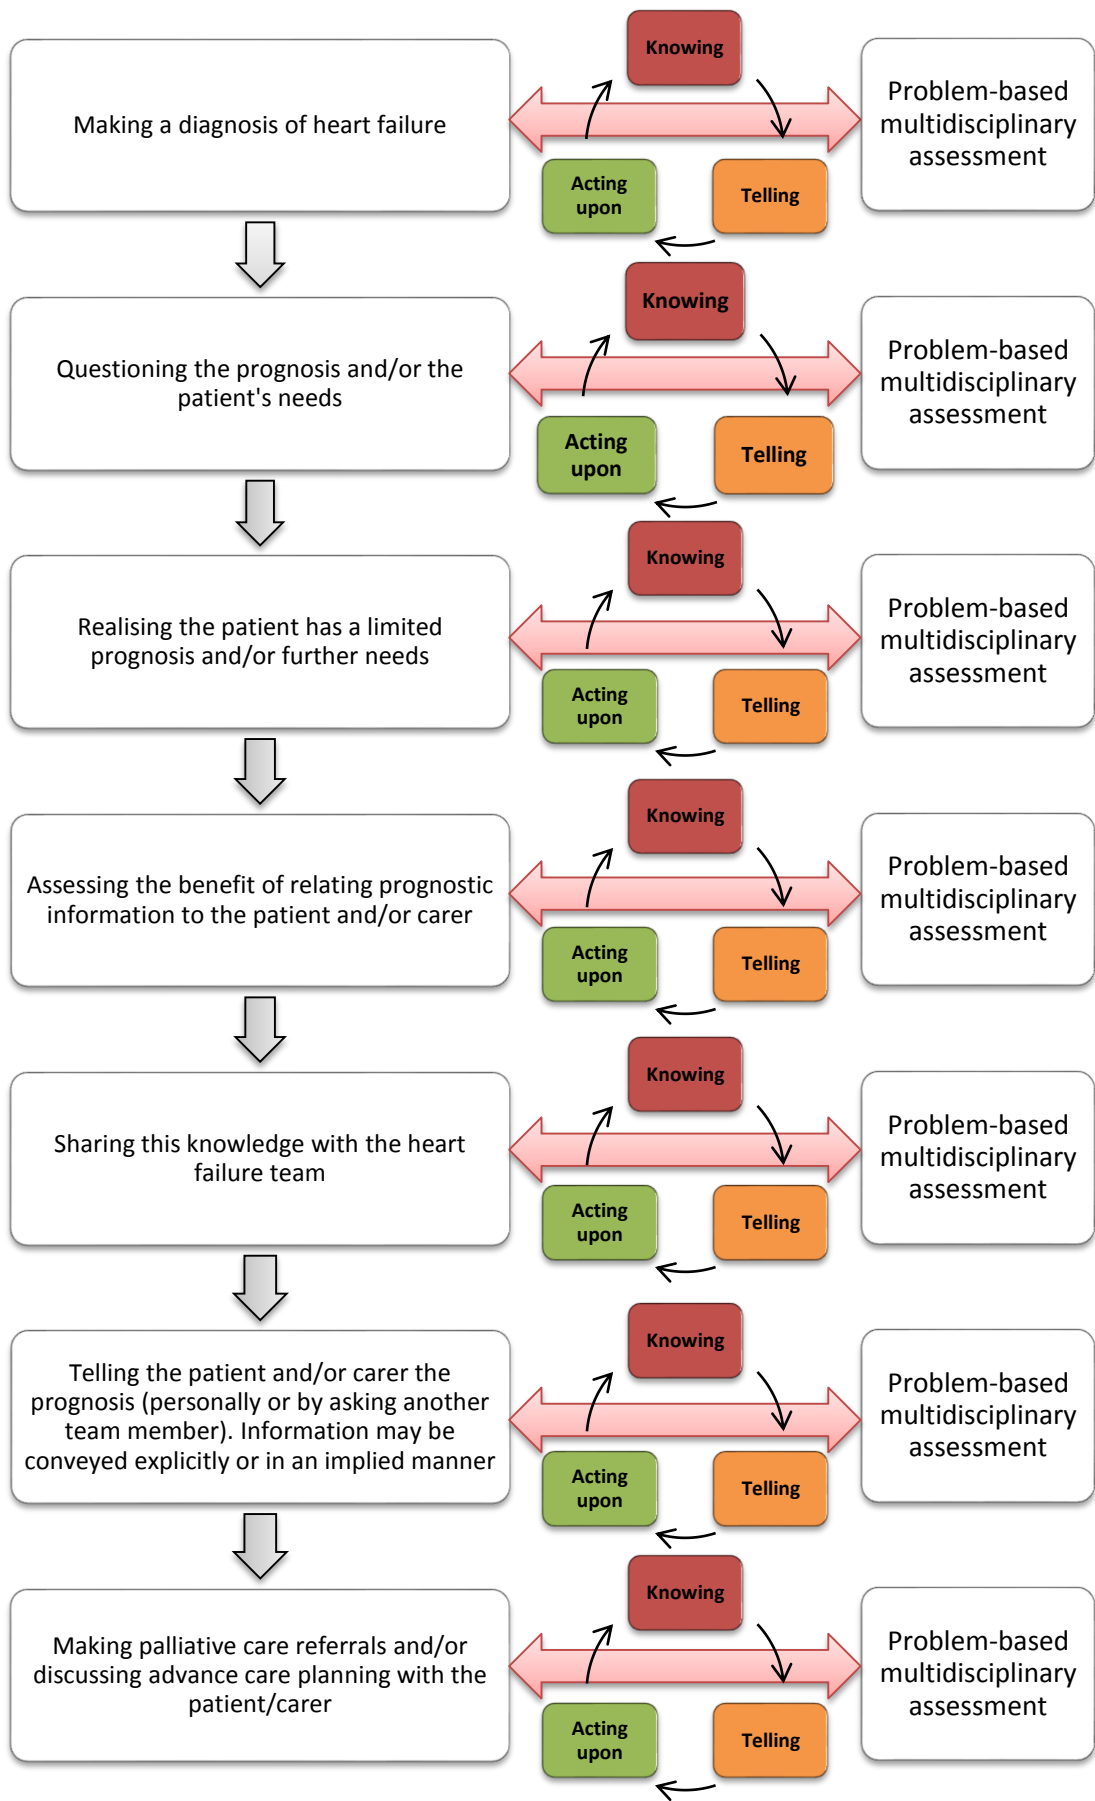 Making a diagnosis of heart failure
Knowing
Acting
upon
Telling
Problem-based
multidisciplinary
assessment
Questioning the prognosis and/or the
patient's needs
Knowing
Acting
upon
Telling
Problem-based
multidisciplinary
assessment
Realising the patient has a limited
prognosis and/or further needs
Knowing
Acting
upon
Telling
Problem-based
multidisciplinary
assessment
Assessing the benefit of relating prognostic
information to the patient and/or carer
Knowing
Acting
upon
Telling
Problem-based
multidisciplinary
assessment
Sharing this knowledge with the heart
failure team
Knowing
Acting
upon
Telling
Problem-based
multidisciplinary
assessment
Telling the patient and/or carer the
prognosis (personally or by asking another
team member). Information may be
conveyed explicitly or in an implied manner
Knowing
Acting
upon
Telling
Problem-based
multidisciplinary
assessment
Making palliative care referrals and/or
discussing advance care planning with the
patient/carer
Knowing
Acting
upon
Telling
Problem-based
multidisciplinary
assessment